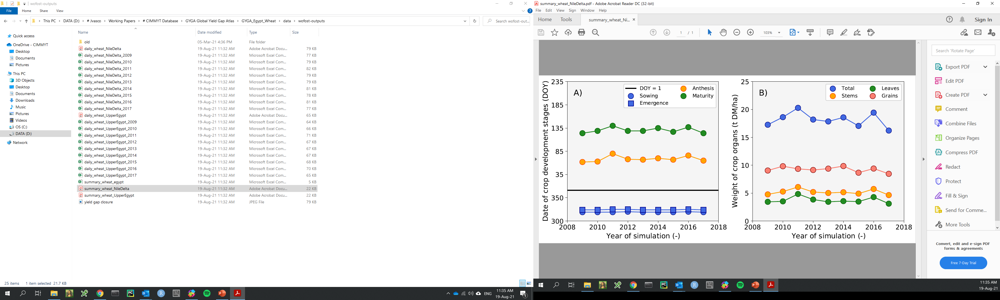 wofost-outputs
File Home Share View
This PC DATA (D:) # Jvasco Working Papers # CIMMYT Database GYGA Global Yield Gap Atlas GYGA_Egypt_Wheat data wofost-outputs
Search wofost-out...
Quick access
OneDrive - CIMMYT
Desktop
Documents
Pictures
This PC
3D Objects
Desktop
Documents
Downloads
Music
Pictures
Videos
OS (C:)
DATA (D:)
Network
Name Date modified Type Size
old 05-Mar-21 4:36 PM File folder
daily_wheat_NileDelta 19-Aug-21 11:32 AM Adobe Acrobat Docu... 79 KB
daily_wheat_NileDelta_2009 19-Aug-21 11:32 AM Microsoft Excel Com... 77 KB
daily_wheat_NileDelta_2010 19-Aug-21 11:32 AM Microsoft Excel Com... 79 KB
daily_wheat_NileDelta_2011 19-Aug-21 11:32 AM Microsoft Excel Com... 82 KB
daily_wheat_NileDelta_2012 19-Aug-21 11:32 AM Microsoft Excel Com... 79 KB
daily_wheat_NileDelta_2013 19-Aug-21 11:32 AM Microsoft Excel Com... 79 KB
daily_wheat_NileDelta_2014 19-Aug-21 11:32 AM Microsoft Excel Com... 81 KB
daily_wheat_NileDelta_2015 19-Aug-21 11:32 AM Microsoft Excel Com... 78 KB
daily_wheat_NileDelta_2016 19-Aug-21 11:32 AM Microsoft Excel Com... 81 KB
daily_wheat_NileDelta_2017 19-Aug-21 11:32 AM Microsoft Excel Com... 77 KB
daily_wheat_UpperEgypt 19-Aug-21 11:32 AM Adobe Acrobat Docu... 65 KB
daily_wheat_UpperEgypt_2009 19-Aug-21 11:32 AM Microsoft Excel Com... 64 KB
daily_wheat_UpperEgypt_2010 19-Aug-21 11:32 AM Microsoft Excel Com... 66 KB
daily_wheat_UpperEgypt_2011 19-Aug-21 11:32 AM Microsoft Excel Com... 71 KB
daily_wheat_UpperEgypt_2012 19-Aug-21 11:32 AM Microsoft Excel Com... 67 KB
daily_wheat_UpperEgypt_2013 19-Aug-21 11:32 AM Microsoft Excel Com... 67 KB
daily_wheat_UpperEgypt_2014 19-Aug-21 11:32 AM Microsoft Excel Com... 67 KB
daily_wheat_UpperEgypt_2015 19-Aug-21 11:32 AM Microsoft Excel Com... 68 KB
daily_wheat_UpperEgypt_2016 19-Aug-21 11:32 AM Microsoft Excel Com... 70 KB
daily_wheat_UpperEgypt_2017 19-Aug-21 11:32 AM Microsoft Excel Com... 65 KB
summary_wheat_egypt 19-Aug-21 11:32 AM Microsoft Excel Com... 5 KB
summary_wheat_NileDelta 19-Aug-21 11:32 AM Adobe Acrobat Docu... 22 KB
summary_wheat_UpperEgypt 19-Aug-21 11:32 AM Adobe Acrobat Docu... 22 KB
yield gap closure 19-Aug-21 11:32 AM JPEG File 79 KB
25 items 1 item selected 21.7 KB
ENG
11:35 AM
19-Aug-21
1
summary_wheat_NileDelta.pdf - Adobe Acrobat Reader DC (32-bit)
File Edit View Sign Window Help
Home Tools summary_wheat_Ni... Sign In
1 / 1 103%
Date of crop development stages (DOY)
235
185
135
85
35
350
300
A)
DOY = 1
Sowing
Emergence
Anthesis
Maturity
2008 2010 2012 2014 2016 2018
Year of simulation (-)
Weight of crop organs (t DM/ha)
25
20
15
10
5
0
B)
Total
Stems
Leaves
Grains
2008 2010 2012 2014 2016 2018
Year of simulation (-)
Search 'Rotate Page'
Export PDF
Edit PDF
Create PDF
Comment
Combine Files
Organize Pages
Compress PDF
Redact
Protect
Fill & Sign
Send for Comme...
More Tools
Convert, edit and e-sign PDF
forms & agreements
Free 7-Day Trial
11:35 AM
19-Aug-21